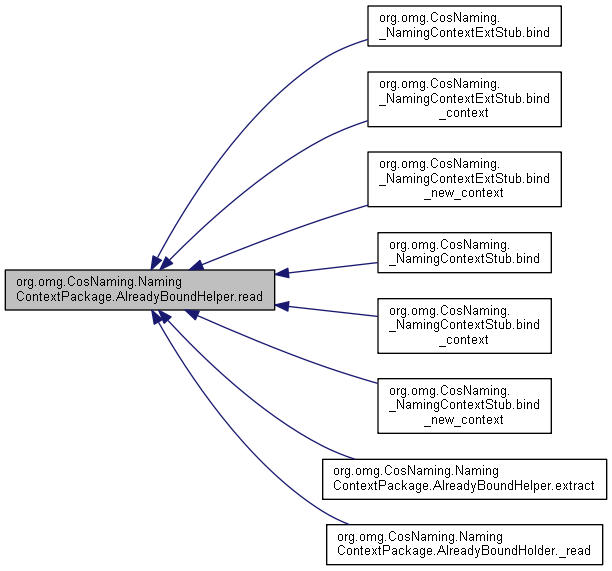 org.omg.CosNaming.
_NamingContextExtStub.bind
org.omg.CosNaming.
_NamingContextExtStub.bind
_context
org.omg.CosNaming.
_NamingContextExtStub.bind
_new_context
org.omg.CosNaming.
_NamingContextStub.bind
org.omg.CosNaming.Naming
ContextPackage.AlreadyBoundHelper.read
org.omg.CosNaming.
_NamingContextStub.bind
_context
org.omg.CosNaming.
_NamingContextStub.bind
_new_context
org.omg.CosNaming.Naming
ContextPackage.AlreadyBoundHelper.extract
org.omg.CosNaming.Naming
ContextPackage.AlreadyBoundHolder._read